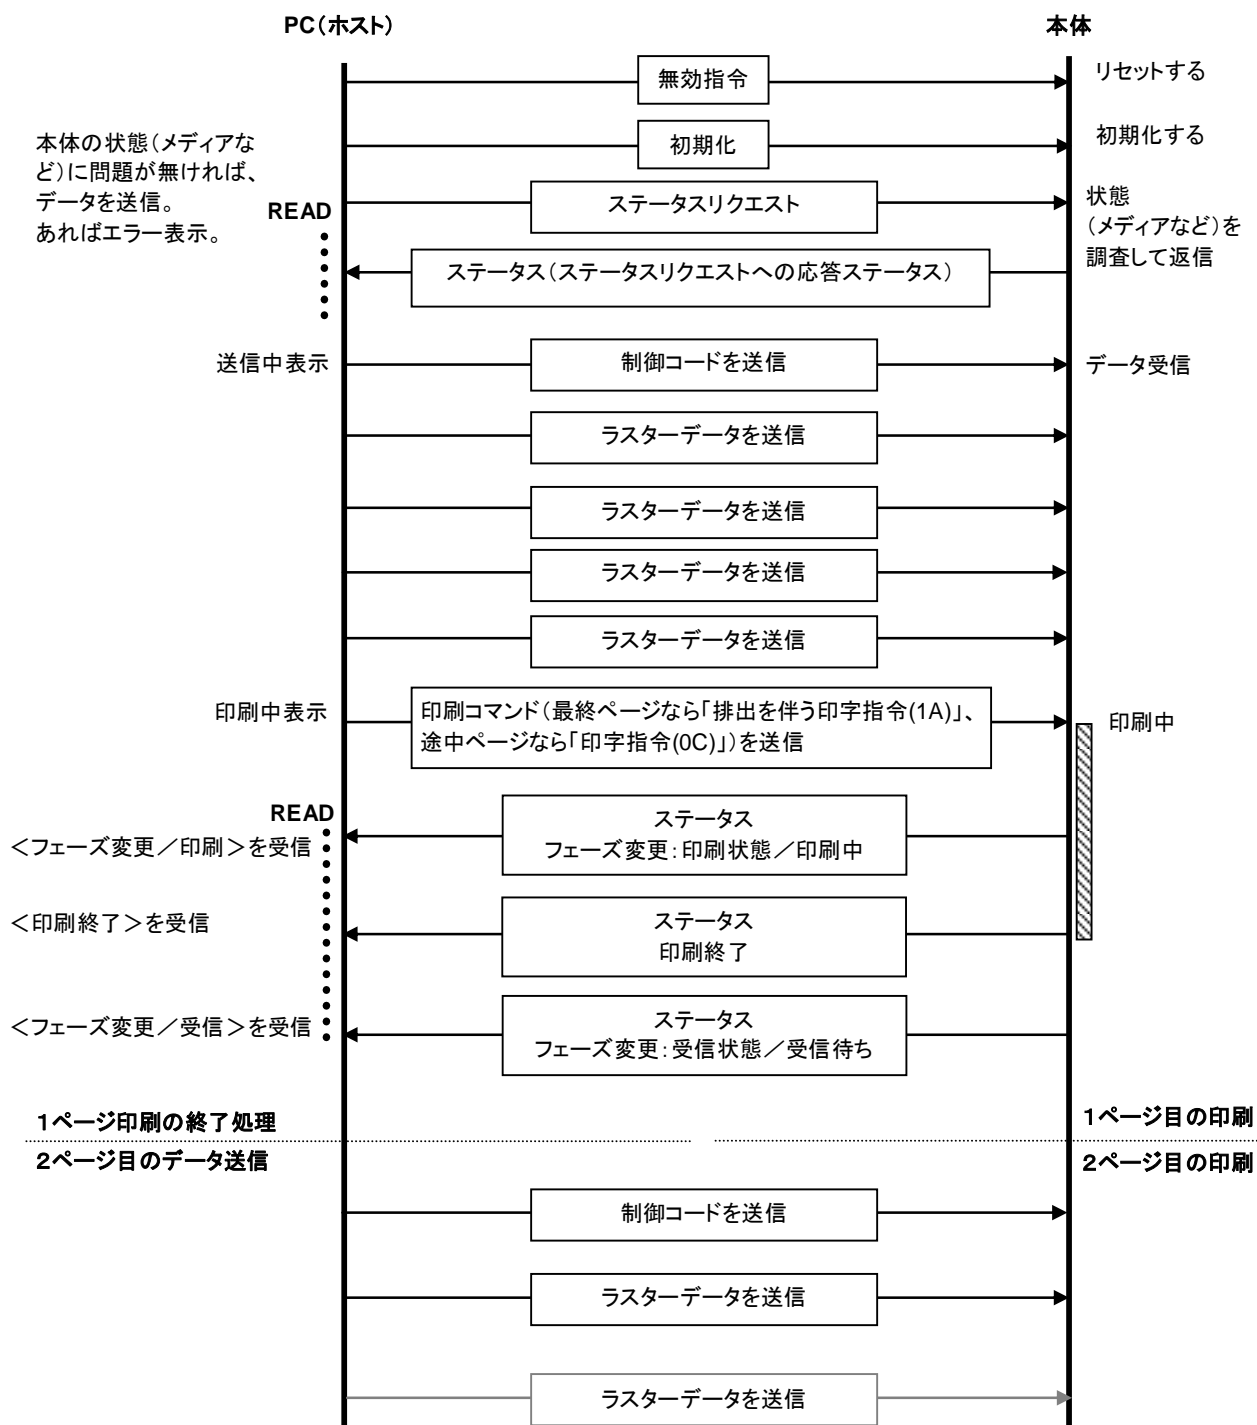 PC（ホスト）
本体
無効指令
リセットする
初期化
初期化する
本体の状態（メディアな
ど）に問題が無ければ、
データを送信。
あればエラー表示。
READ
ステータスリクエスト
状態
（メディアなど）を
調査して返信
ステータス（ステータスリクエストへの応答ステータス）
送信中表示
制御コードを送信
データ受信
ラスターデータを送信
ラスターデータを送信
ラスターデータを送信
ラスターデータを送信
印刷中表示
印刷コマンド（最終ページなら「排出を伴う印字指令(1A)」、
途中ページなら「印字指令(0C)」）を送信
印刷中
READ
＜フェーズ変更／印刷＞を受信
ステータス
フェーズ変更：印刷状態／印刷中
＜印刷終了＞を受信
ステータス
印刷終了
＜フェーズ変更／受信＞を受信
ステータス
フェーズ変更：受信状態／受信待ち
１ページ印刷の終了処理
１ページ目の印刷
２ページ目のデータ送信
２ページ目の印刷
制御コードを送信
ラスターデータを送信
ラスターデータを送信